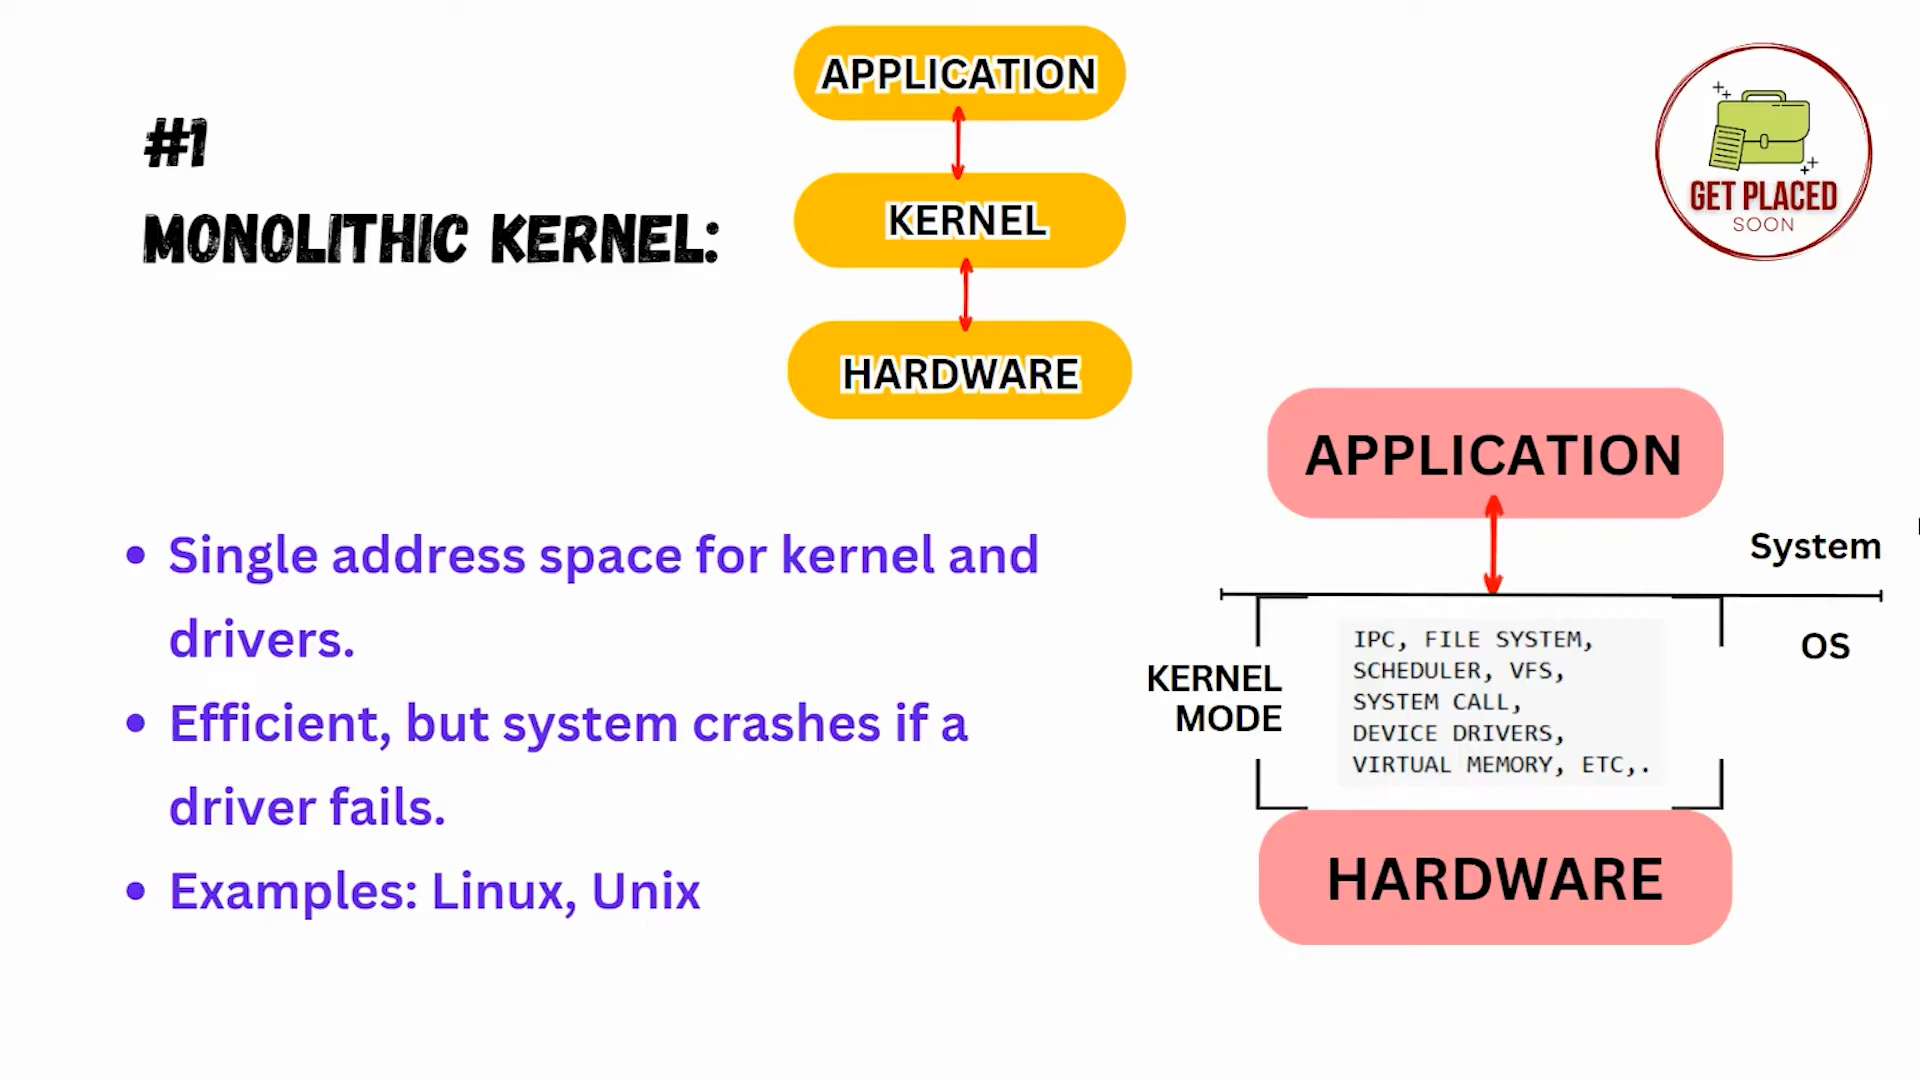 #1
MONOLITHIC KERNEL:
APPLICATION
KERNEL
HARDWARE
GET PLACED
SOON
• Single address space for kernel and
drivers.
• Efficient, but system crashes if a
driver fails.
• Examples: Linux, Unix
APPLICATION
System
OS
KERNEL
MODE
IPC, FILE SYSTEM,
SCHEDULER, VFS,
SYSTEM CALL,
DEVICE DRIVERS,
VIRTUAL MEMORY, ETC,.
HARDWARE